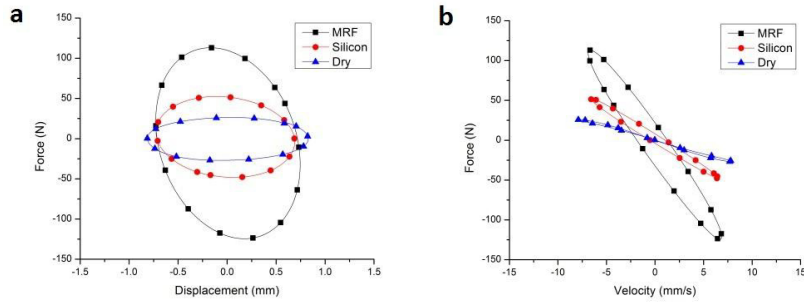 a
MRF
Silicon
Dry
Force (N)
150
100
50
0
-50
-100
-150
-1.5
-1.0
-0.5
0.0
0.5
1.0
1.5
Displacement (mm)
b
MRF
Silicon
Dry
Force (N)
150
100
50
0
-50
-100
-150
-15
-10
-5
0
5
10
15
Velocity (mm/s)